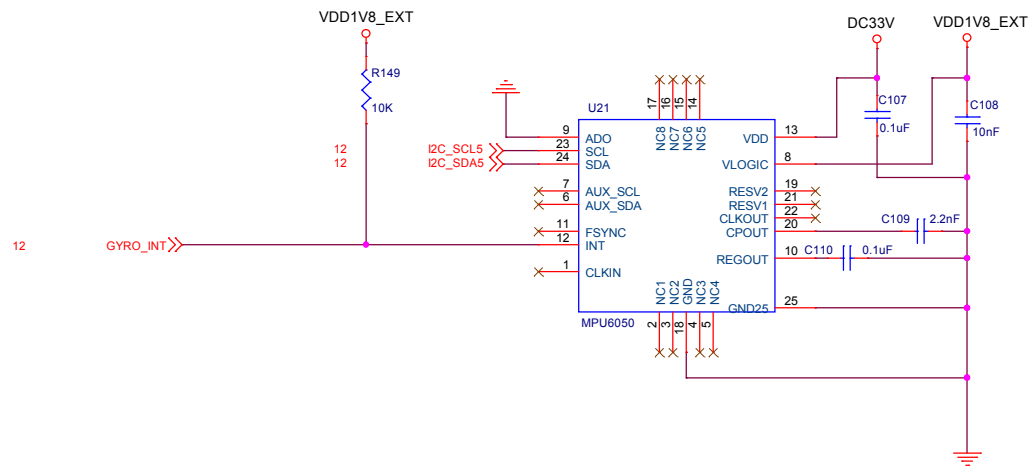 VDD1V8_EXT
DC33V
VDD1V8_EXT
R149
10K
C107
0.1uF
C108
10nF
U21
17
16
15
14
NC8
NC7
NC6
NC5
9
ADO
12
I2C_SCL5
23
SCL
12
I2C_SDA5
24
SDA
7
AUX_SCL
6
AUX_SDA
11
FSYNC
12
GYRO_INT
12
INT
1
CLKIN
VDD
13
VLOGIC
8
RESV2
19
RESV1
21
CLKOUT
22
CPOUT
20
C109
2.2nF
REGOUT
10
C110
0.1uF
GND25
25
NC1
NC2
GND
NC3
NC4
MPU6050
2
3
18
4
5